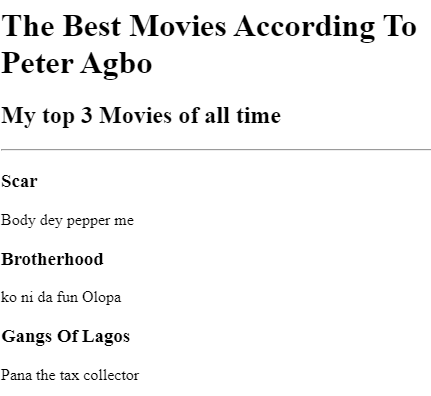 The Best Movies According To
Peter Agbo
My top 3 Movies of all time
Scar
Body dey pepper me
Brotherhood
ko ni da fun Olopa
Gangs Of Lagos
Pana the tax collector